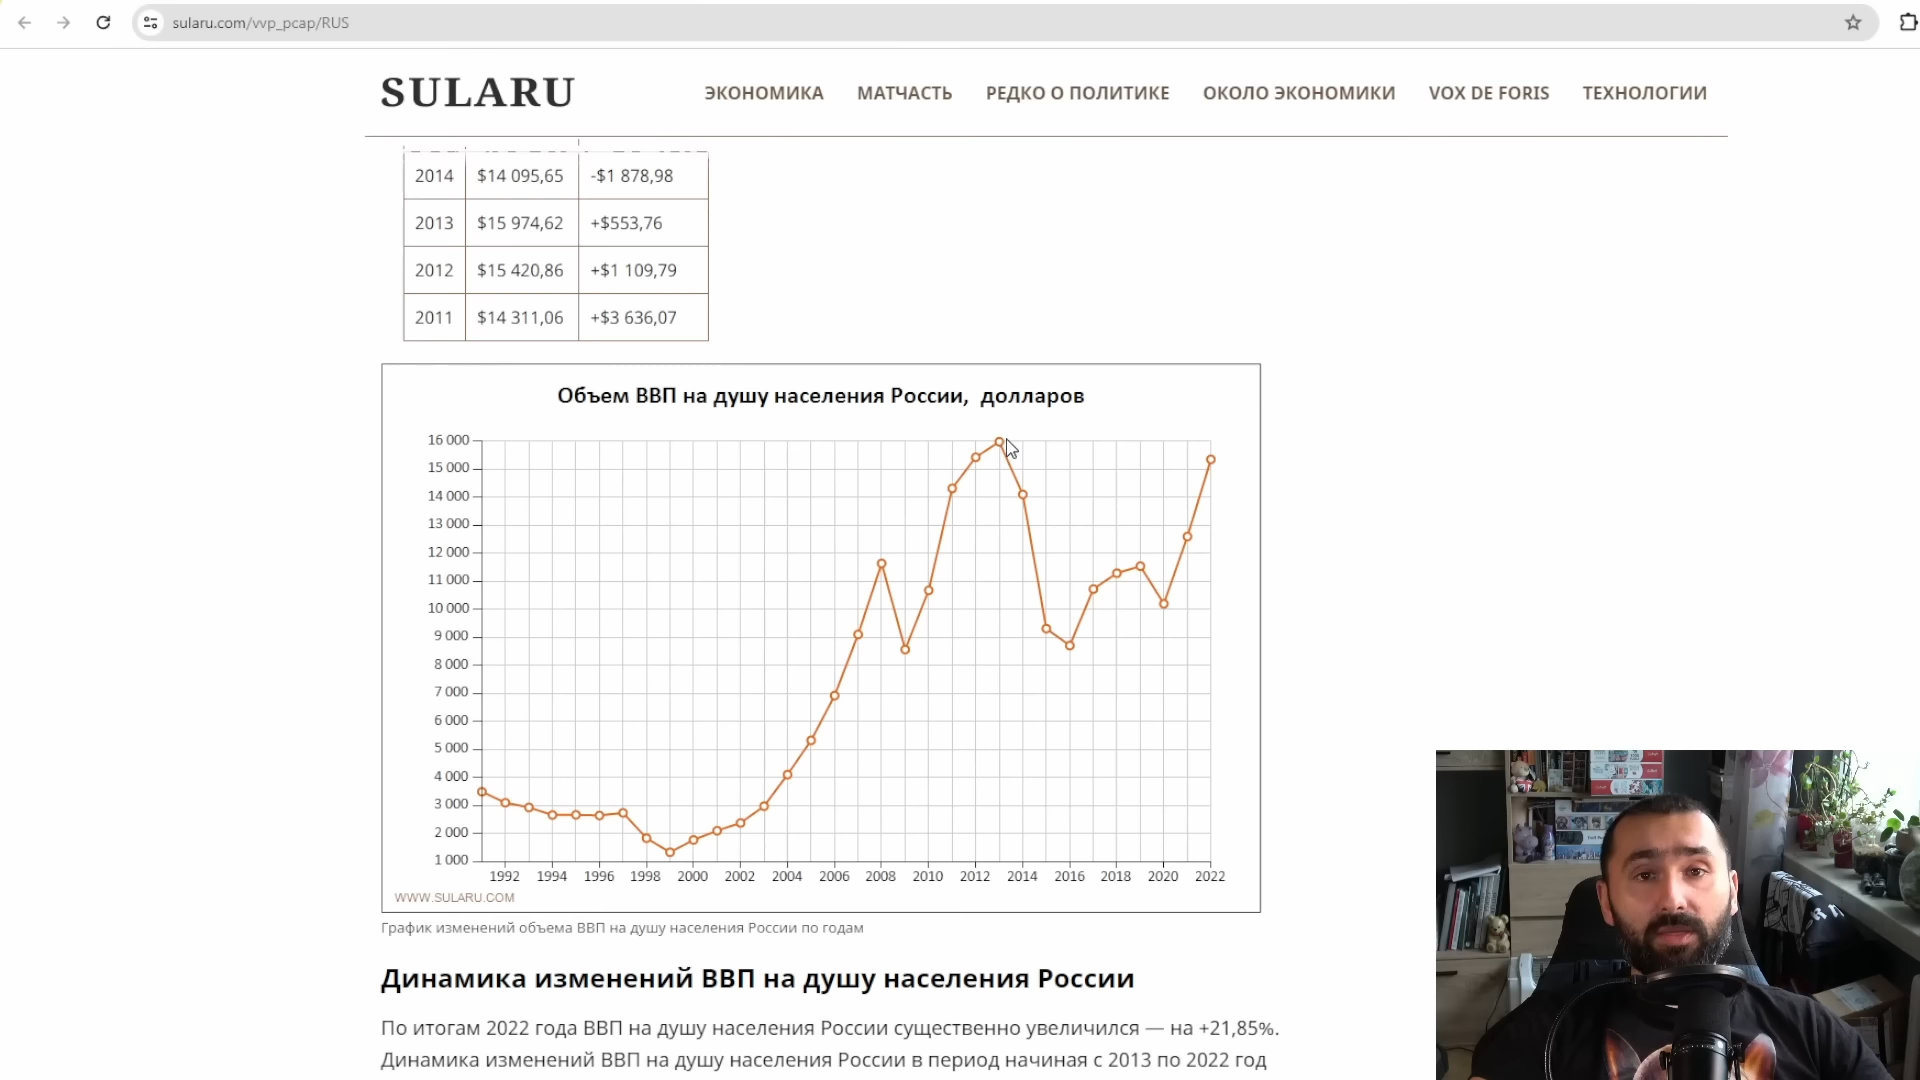 sularu.com/vvp_pcap/RUS
SULARU
ЭКОНОМИКА МАТЧАСТЬ РЕДКО О ПОЛИТИКЕ ОКОЛО ЭКОНОМИКИ VOX DE FORIS ТЕХНОЛОГИИ
2014 $14 095,65 -$1 878,98
2013 $15 974,62 +$553,76
2012 $15 420,86 +$1 109,79
2011 $14 311,06 +$3 636,07
Объем ВВП на душу населения России, долларов
16 000
15 000
14 000
13 000
12 000
11 000
10 000
9 000
8 000
7 000
6 000
5 000
4 000
3 000
2 000
1 000
1992 1994 1996 1998 2000 2002 2004 2006 2008 2010 2012 2014 2016 2018 2020 2022
WWW.SULARU.COM
График изменений объема ВВП на душу населения России по годам
Динамика изменений ВВП на душу населения России
По итогам 2022 года ВВП на душу населения России существенно увеличился — на +21,85%.
Динамика изменений ВВП на душу населения России в период начиная с 2013 по 2022 год